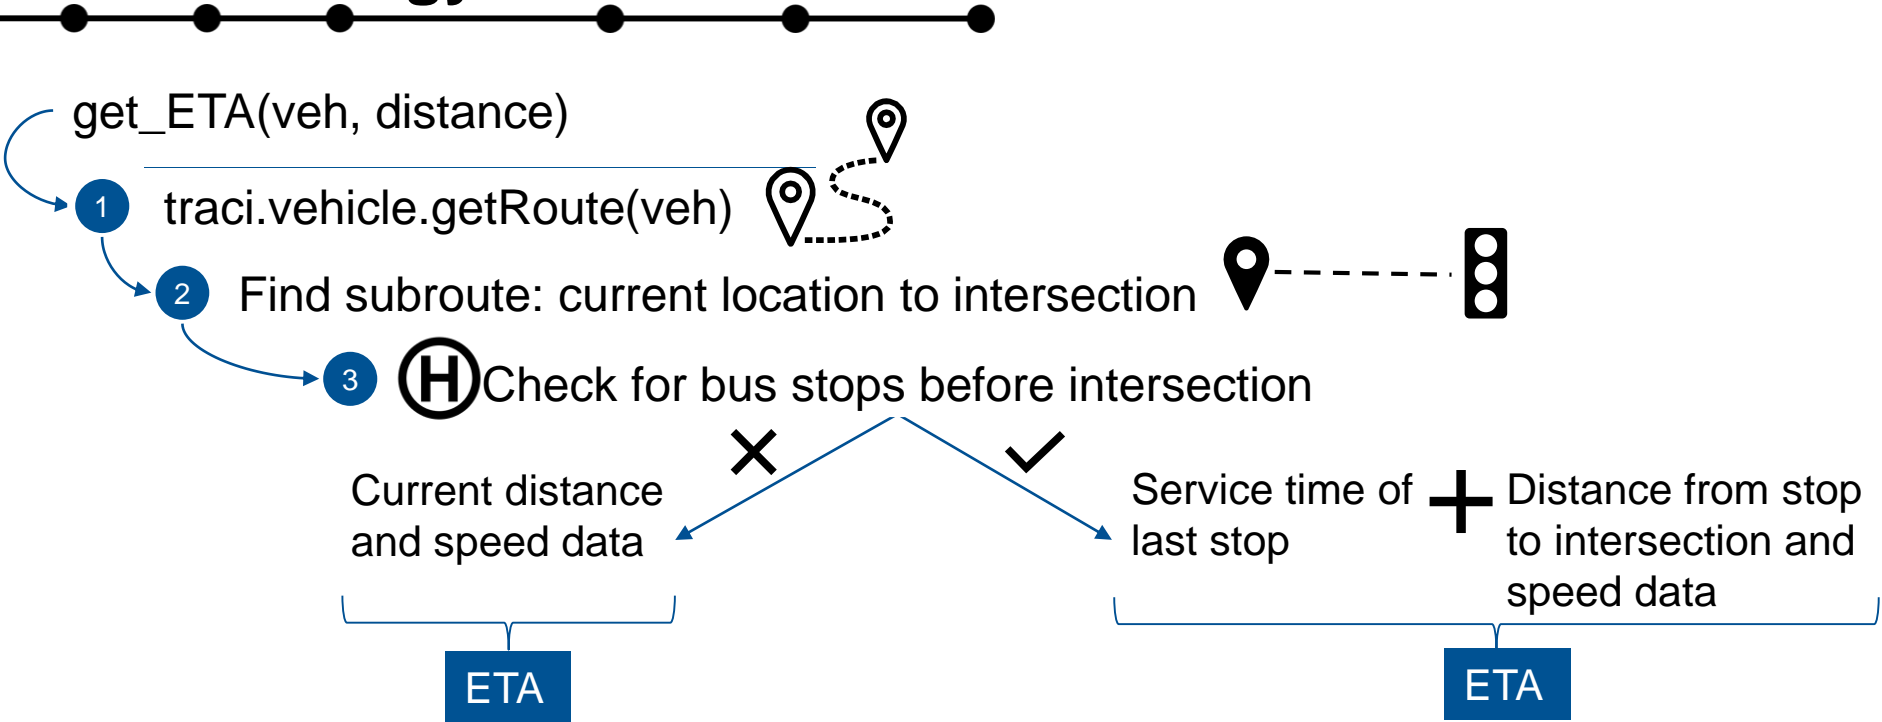 get_ETA(veh, distance)
1 traci.vehicle.getRoute(veh)
2 Find subroute: current location to intersection
3 H Check for bus stops before intersection
Current distance
and speed data
Service time of
last stop
Distance from stop
to intersection and
speed data
ETA
ETA